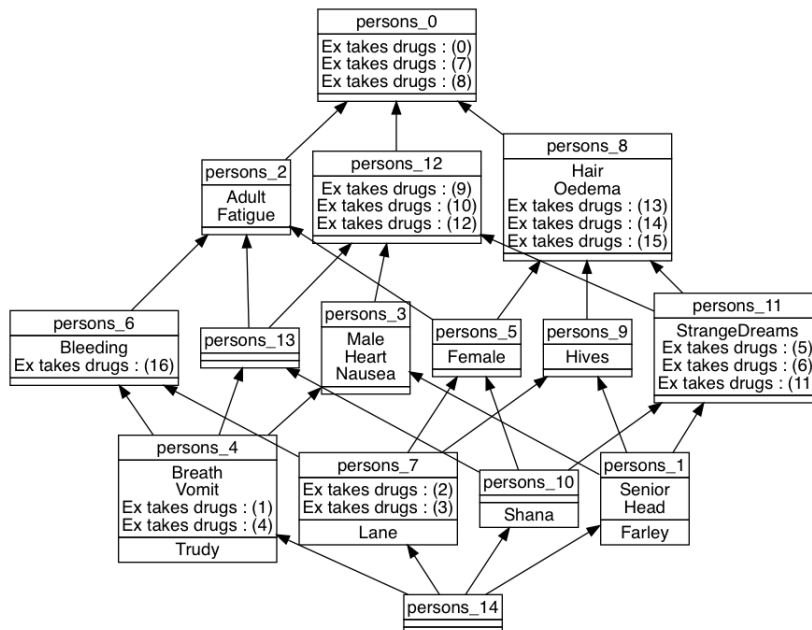 persons_0
Ex takes drugs : (0)
Ex takes drugs : (7)
Ex takes drugs : (8)
persons_2
Adult
Fatigue
persons_12
Ex takes drugs : (9)
Ex takes drugs : (10)
Ex takes drugs : (12)
persons_8
Hair
Oedema
Ex takes drugs : (13)
Ex takes drugs : (14)
Ex takes drugs : (15)
persons_6
Bleeding
Ex takes drugs : (16)
persons_13
persons_3
Male
Heart
Nausea
persons_5
Female
persons_9
Hives
persons_11
StrangeDreams
Ex takes drugs : (5)
Ex takes drugs : (6)
Ex takes drugs : (11)
persons_4
Breath
Vomit
Ex takes drugs : (1)
Ex takes drugs : (4)
Trudy
persons_7
Ex takes drugs : (2)
Ex takes drugs : (3)
Lane
persons_10
Shana
persons_1
Senior
Head
Farley
persons_14